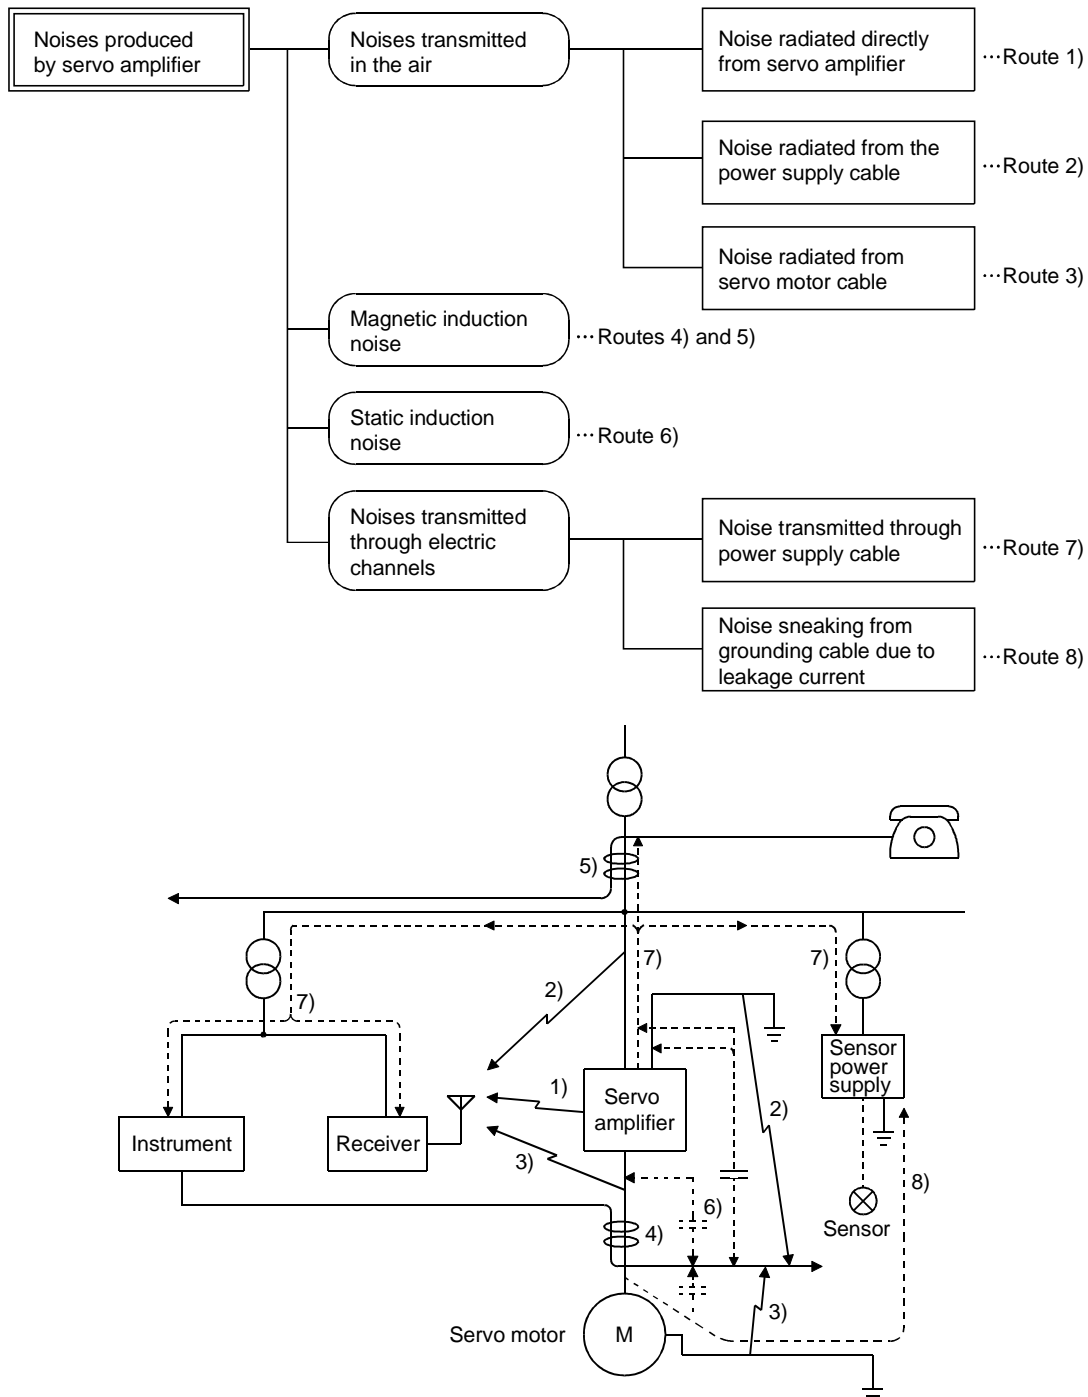 Noises produced
by servo amplifier
Noises transmitted
in the air
Noise radiated directly
from servo amplifier
···Route 1)
Noise radiated from the
power supply cable
···Route 2)
Noise radiated from
servo motor cable
···Route 3)
Magnetic induction
noise
···Routes 4) and 5)
Static induction
noise
···Route 6)
Noises transmitted
through electric
channels
Noise transmitted through
power supply cable
···Route 7)
Noise sneaking from
grounding cable due to
leakage current
···Route 8)
5)
7)
7)
2)
7)
Sensor
power
supply
1)
Servo
amplifier
2)
Instrument
Receiver
3)
8)
6)
Sensor
4)
3)
Servo motor
M